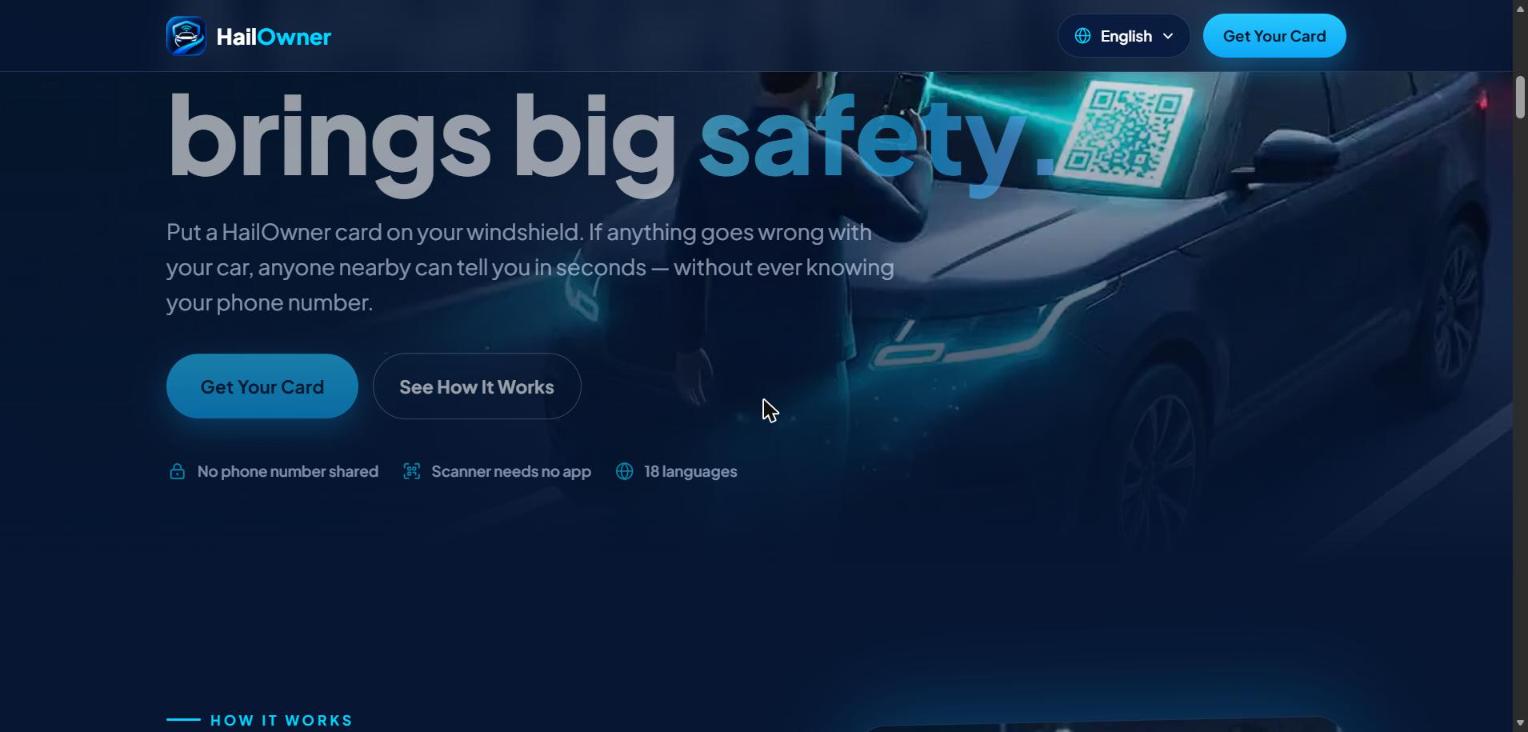 HailOwner
English
Get Your Card
brings big safety.
Put a HailOwner card on your windshield. If anything goes wrong with
your car, anyone nearby can tell you in seconds — without ever knowing
your phone number.
Get Your Card
See How It Works
No phone number shared
Scanner needs no app
18 languages
HOW IT WORKS